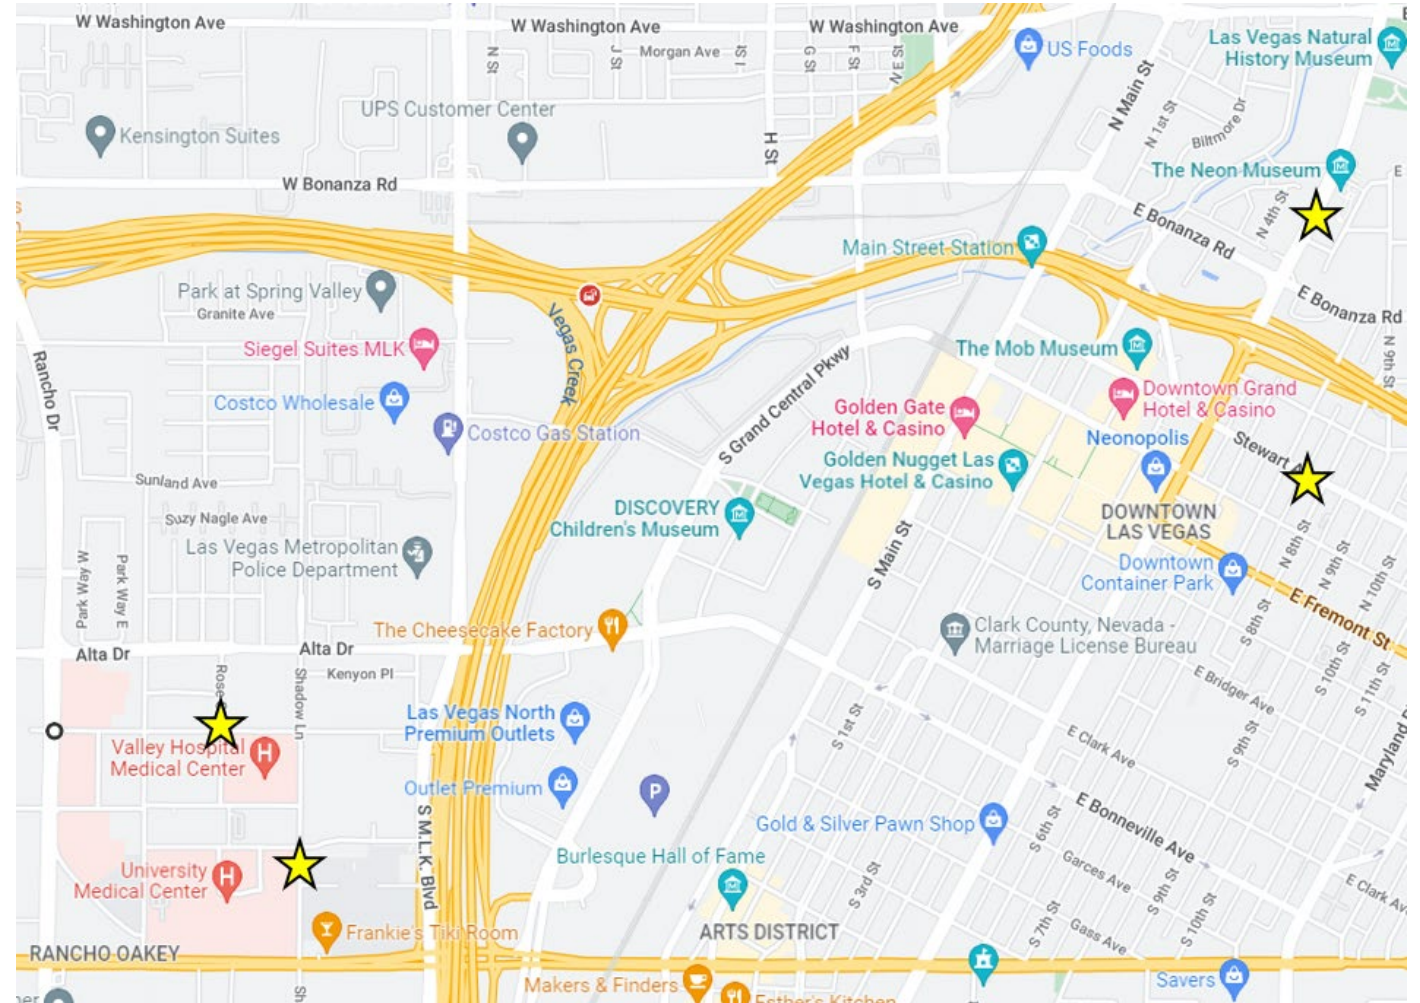 W Washington Ave
W Washington Ave
W Washington Ave
Las Vegas Natural
History Museum
US Foods
N St
J St
Morgan Ave
I St
G St
F St
N E St
N Main St
N 1st St
Biltmore Dr
UPS Customer Center
Kensington Suites
H St
The Neon Museum
E
W Bonanza Rd
N 4th St
E Bonanza Rd
Main Street Station
Park at Spring Valley
Granite Ave
E Bonanza Rd
Vegas Creek
Siegel Suites MLK
The Mob Museum
N 9th St
Rancho Dr
Costco Wholesale
S Grand Central Pkwy
Golden Gate
Hotel & Casino
Downtown Grand
Hotel & Casino
Costco Gas Station
Neonopolis
Stewart
Golden Nugget Las
Vegas Hotel & Casino
Sunland Ave
Suzy Nagle Ave
DISCOVERY
Children's Museum
DOWNTOWN
LAS VEGAS
Las Vegas Metropolitan
Police Department
S Main St
N 8th St
N 9th St
N 10th St
Downtown
Container Park
Park Way W
Park Way E
E Fremont St
The Cheesecake Factory
Clark County, Nevada -
Marriage License Bureau
S 8th St
Alta Dr
Alta Dr
Kenyon Pl
Shadow Ln
S 10th St
S 11th St
E Bridger Ave
Las Vegas North
Premium Outlets
S 1st St
E Clark Ave
S 9th St
Valley Hospital
Medical Center
H
Outlet Premium
P
S M.L.K. Blvd
Gold & Silver Pawn Shop
S 6th St
E Bonneville Ave
Burlesque Hall of Fame
University
Medical Center
H
S 3rd St
Garces Ave
S 9th St
E Clark
S 7th St
Gass Ave
S 10th St
Frankie's Tiki Room
ARTS DISTRICT
RANCHO OAKEY
Makers & Finders
Esther's Kitchen
Savers